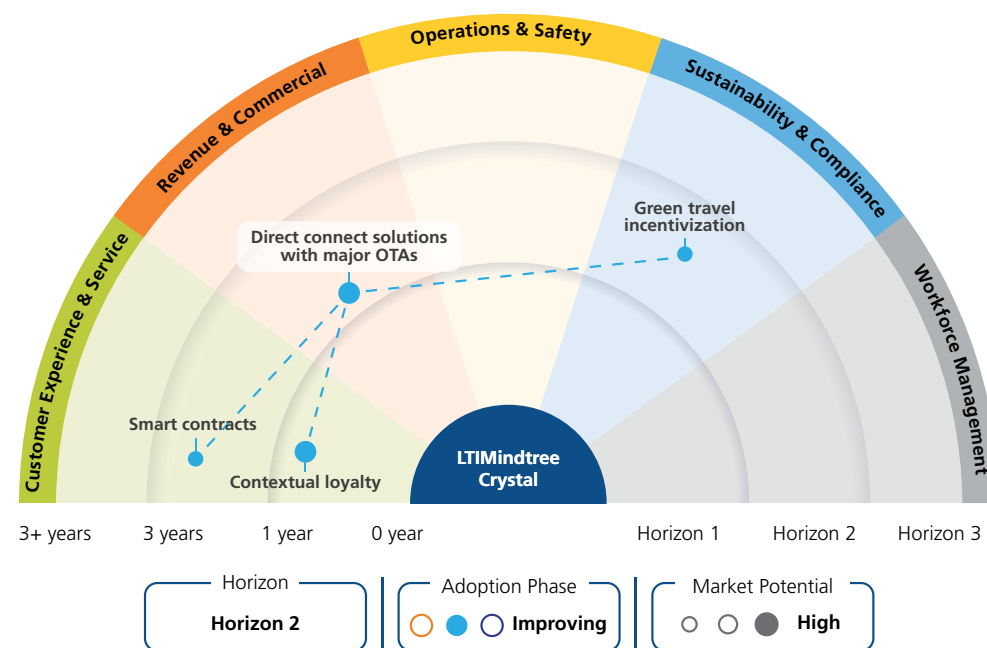 Operations & Safety
Revenue & Commercial
Sustainability & Compliance
Customer Experience & Service
Workforce Management
Green travel
incentivization
Direct connect solutions
with major OTAs
Smart contracts
Contextual loyalty
LTIMindtree
Crystal
3+ years
3 years
1 year
0 year
Horizon 1
Horizon 2
Horizon 3
Horizon
Horizon 2
Adoption Phase
Improving
Market Potential
High